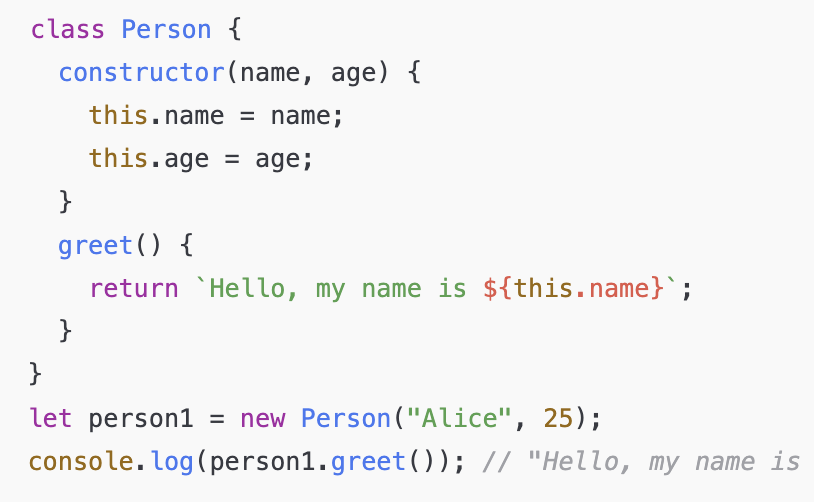 class Person {
  constructor(name, age) {
    this.name = name;
    this.age = age;
  }
  greet() {
    return `Hello, my name is ${this.name}`;
  }
}
let person1 = new Person("Alice", 25);
console.log(person1.greet()); // "Hello, my name is